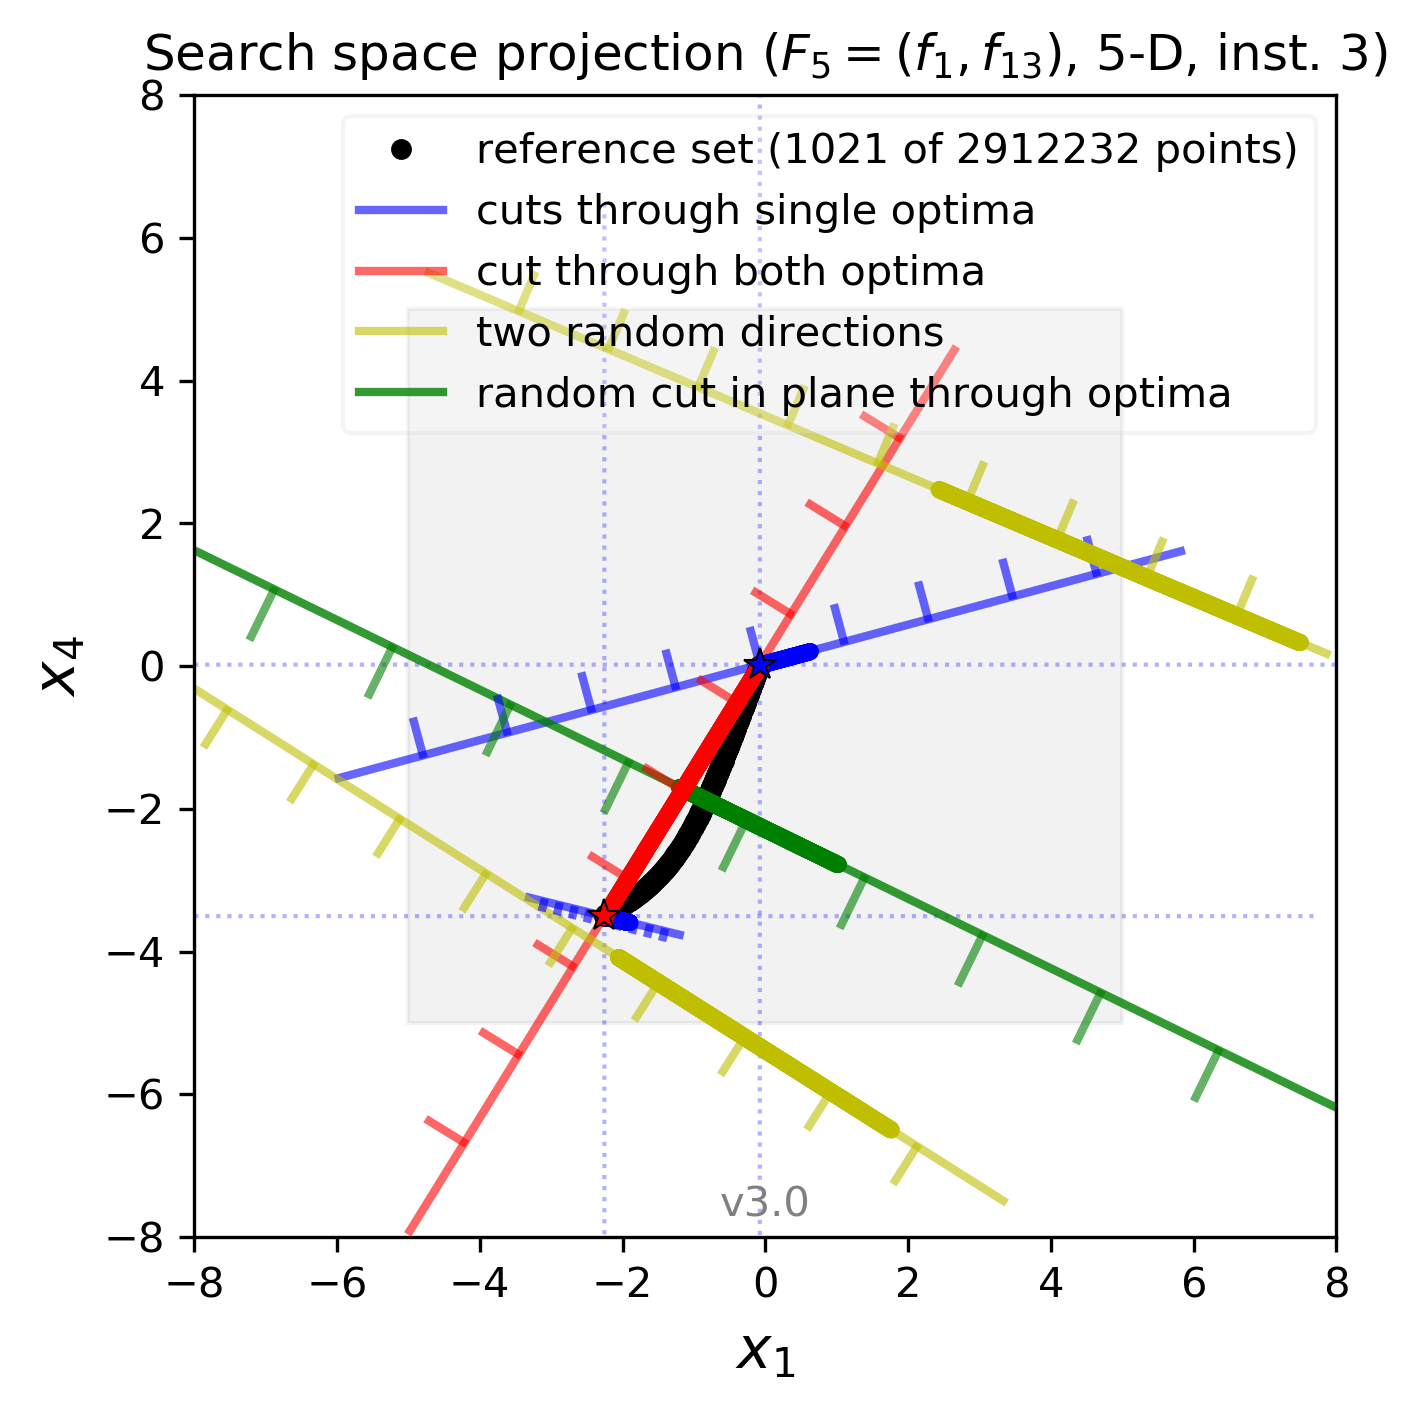 Search space projection (F₅ = (f₁, f₁₃), 5-D, inst. 3)
8
reference set (1021 of 2912232 points)
cuts through single optima
6
cut through both optima
two random directions
4
random cut in plane through optima
2
x₄
0
−2
−4
−6
v3.0
−8
−8 −6 −4 −2 0 2 4 6 8
x₁